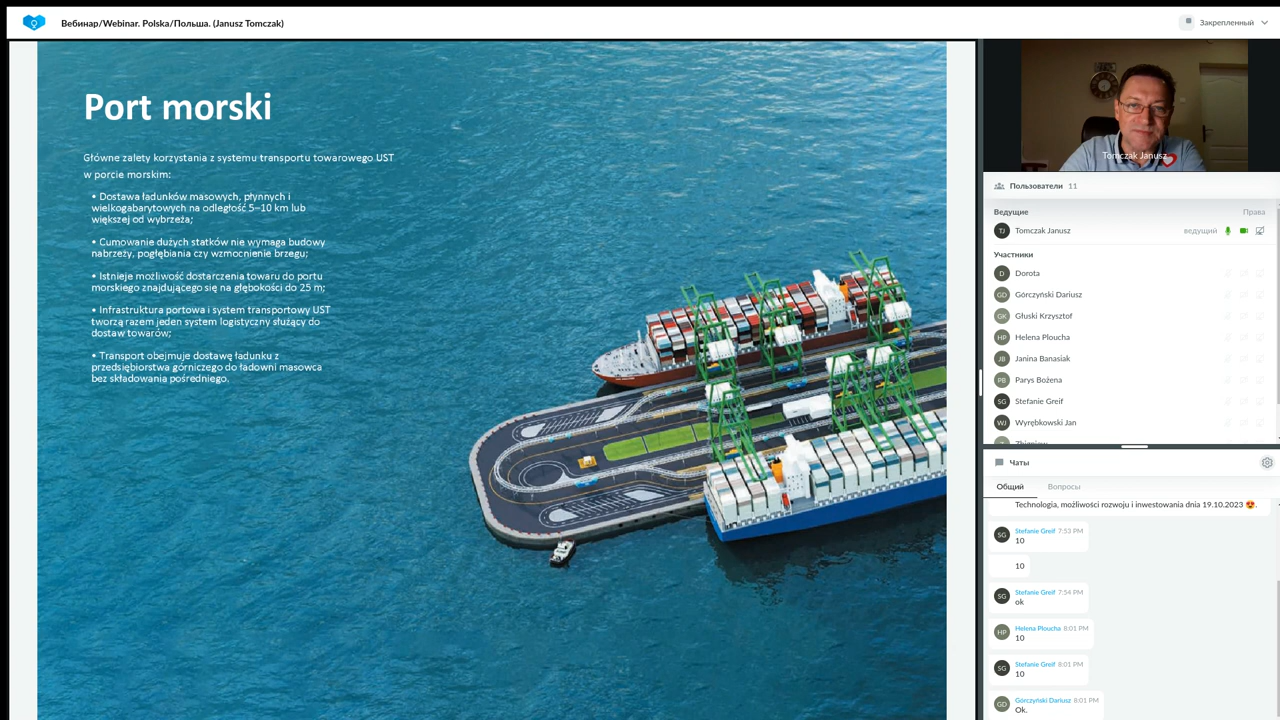 Вебинар/Webinar. Polska/Польша. (Janusz Tomczak)
Закрепленный
Port morski
Główne zalety korzystania z systemu transportu towarowego UST
w porcie morskim:
• Dostawa ładunków masowych, płynnych i
wielkogabarytowych na odległość 5–10 km lub
większej od wybrzeża;
• Cumowanie dużych statków nie wymaga budowy
nabrzeży, pogłębiania czy wzmocnienie brzegu;
• Istnieje możliwość dostarczenia towaru do portu
morskiego znajdującego się na głębokości do 25 m;
• Infrastruktura portowa i system transportowy UST
tworzą razem jeden system logistyczny służący do
dostaw towarów;
• Transport obejmuje dostawę ładunku z
przedsiębiorstwa górniczego do ładowni masowca
bez składowania pośredniego.
Tomczak Janusz
Пользователи 11
Ведущие Права
TJ Tomczak Janusz ведущий
Участники
D Dorota
GD Górczyński Dariusz
GK Głuski Krzysztof
HP Helena Ploucha
JB Janina Banasiak
PB Parys Bożena
SG Stefanie Greif
WJ Wyrębkowski Jan
Чаты
Общий Вопросы
Technologia, możliwości rozwoju i inwestowania dnia 19.10.2023 😍.
SG Stefanie Greif 7:53 PM
10
10
SG Stefanie Greif 7:54 PM
ok
HP Helena Ploucha 8:01 PM
10
SG Stefanie Greif 8:01 PM
10
GD Górczyński Dariusz 8:01 PM
Ok.